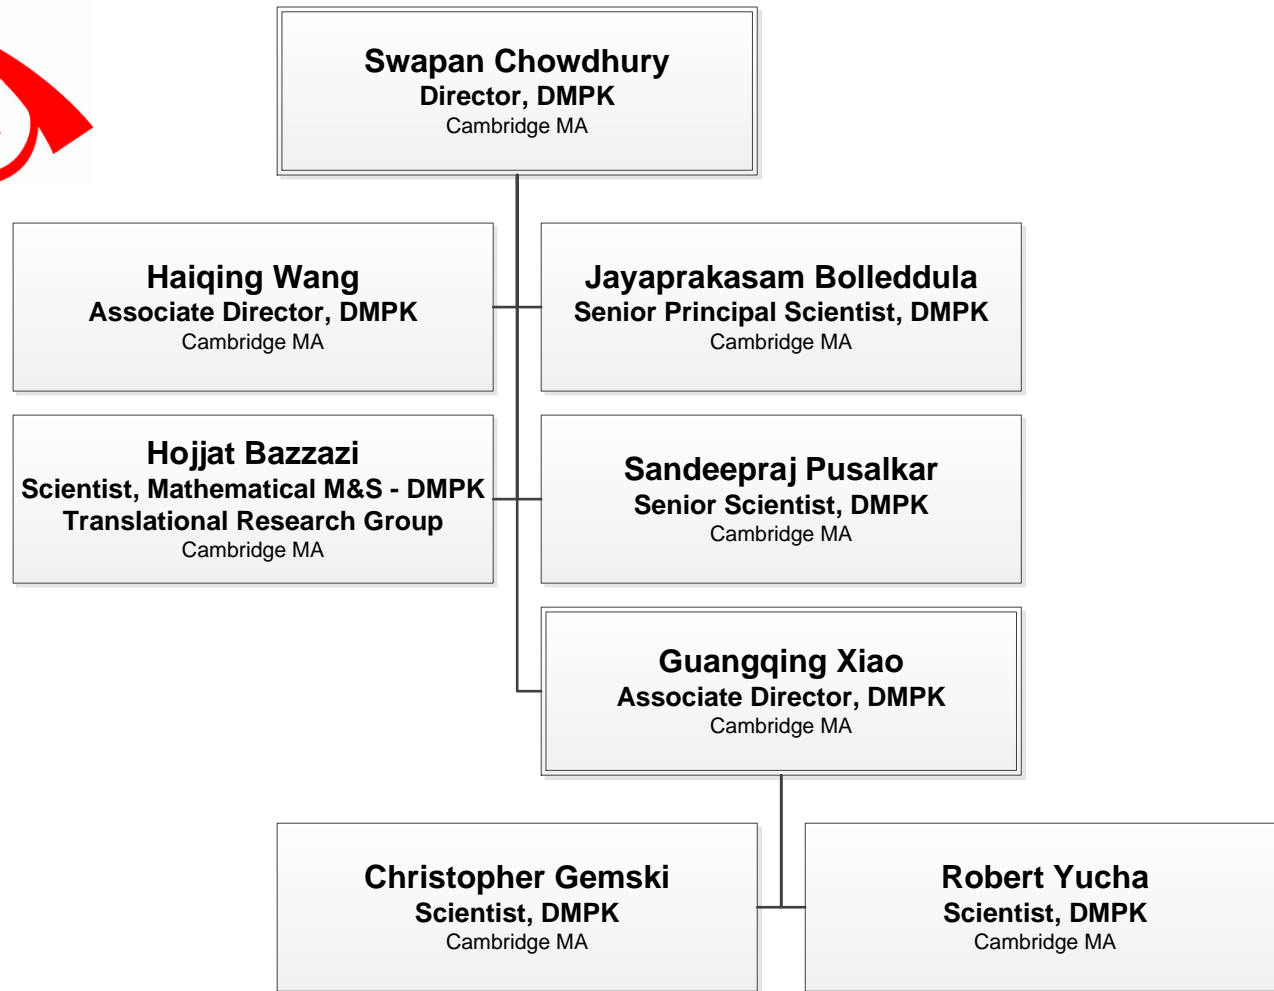 Swapan Chowdhury
Director, DMPK
Cambridge MA
Haiqing Wang
Associate Director, DMPK
Cambridge MA
Jayaprakasam Bolleddula
Senior Principal Scientist, DMPK
Cambridge MA
Hojjat Bazzazi
Scientist, Mathematical M&S - DMPK
Translational Research Group
Cambridge MA
Sandeepraj Pusalkar
Senior Scientist, DMPK
Cambridge MA
Guangqing Xiao
Associate Director, DMPK
Cambridge MA
Christopher Gemski
Scientist, DMPK
Cambridge MA
Robert Yucha
Scientist, DMPK
Cambridge MA